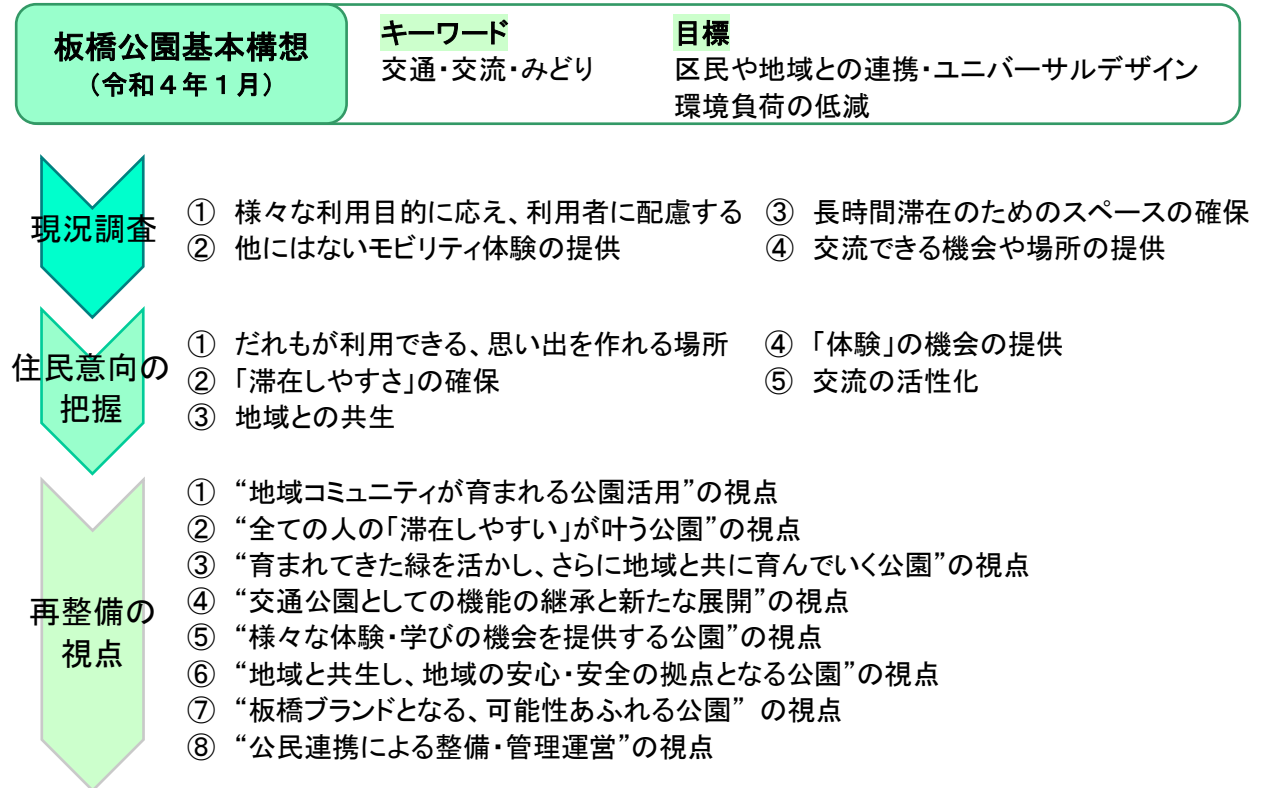 板橋公園基本構想
（令和４年１月）
キーワード
交通・交流・みどり
目標
区民や地域との連携・ユニバーサルデザイン
環境負荷の低減
現況調査
① 様々な利用目的に応え、利用者に配慮する
② 他にはないモビリティ体験の提供
③ 長時間滞在のためのスペースの確保
④ 交流できる機会や場所の提供
住民意向の
把握
① だれもが利用できる、思い出を作れる場所
② 「滞在しやすさ」の確保
③ 地域との共生
④ 「体験」の機会の提供
⑤ 交流の活性化
再整備の
視点
① “地域コミュニティが育まれる公園活用”の視点
② “全ての人の「滞在しやすい」が叶う公園”の視点
③ “育まれてきた緑を活かし、さらに地域と共に育んでいく公園”の視点
④ “交通公園としての機能の継承と新たな展開”の視点
⑤ “様々な体験・学びの機会を提供する公園”の視点
⑥ “地域と共生し、地域の安心・安全の拠点となる公園”の視点
⑦ “板橋ブランドとなる、可能性あふれる公園” の視点
⑧ “公民連携による整備・管理運営”の視点